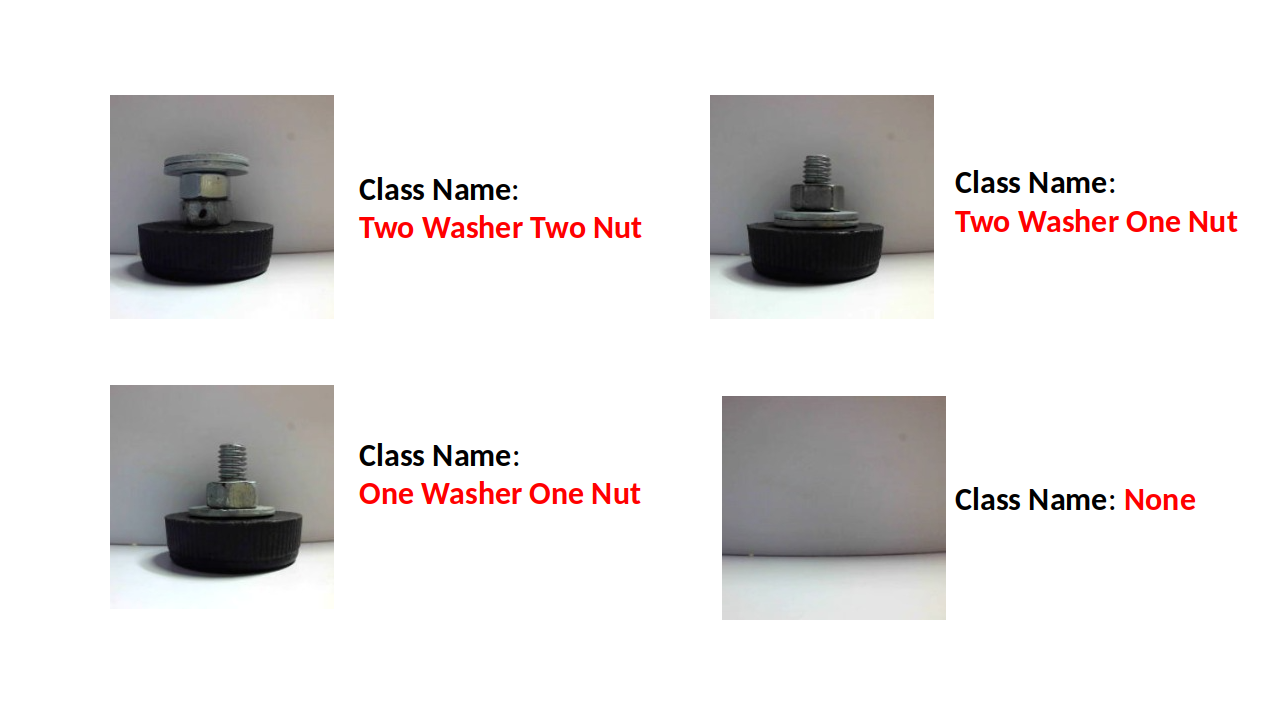 Class Name:
Two Washer Two Nut
Class Name:
Two Washer One Nut
Class Name:
One Washer One Nut
Class Name: None